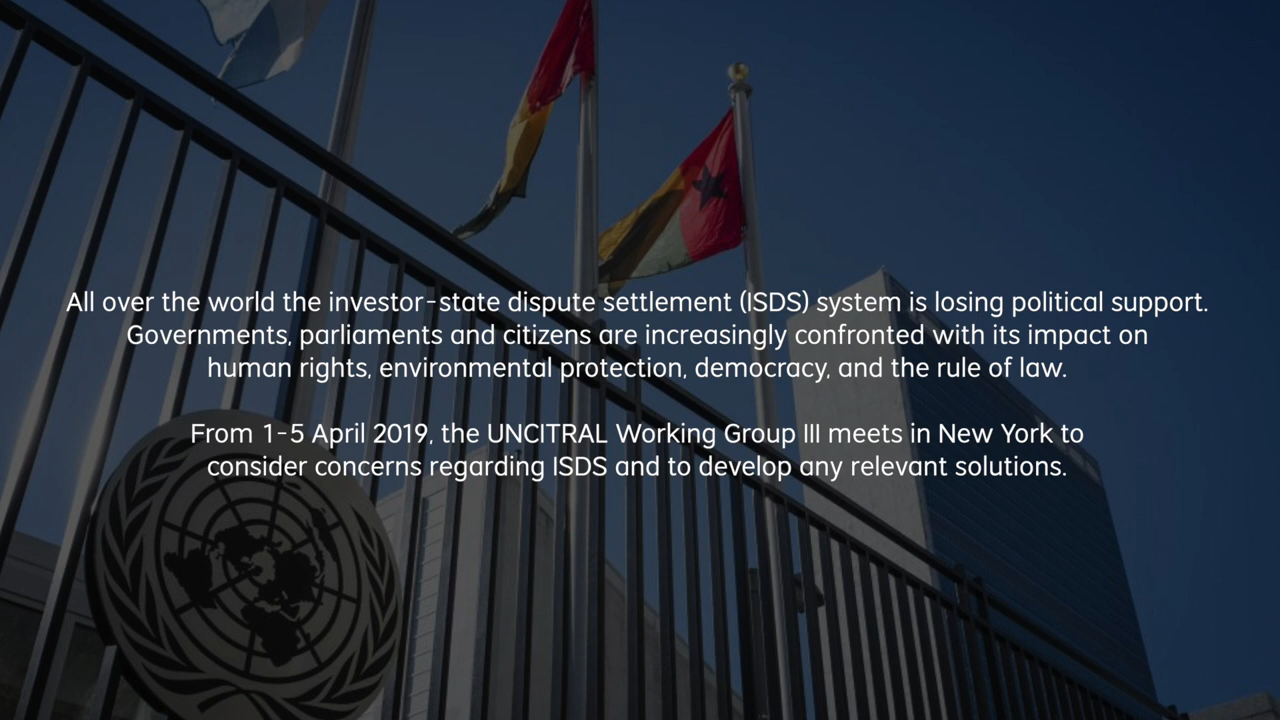 All over the world the investor-state dispute settlement (ISDS) system is losing political support.
Governments, parliaments and citizens are increasingly confronted with its impact on
human rights, environmental protection, democracy, and the rule of law.
From 1-5 April 2019, the UNCITRAL Working Group III meets in New York to
consider concerns regarding ISDS and to develop any relevant solutions.